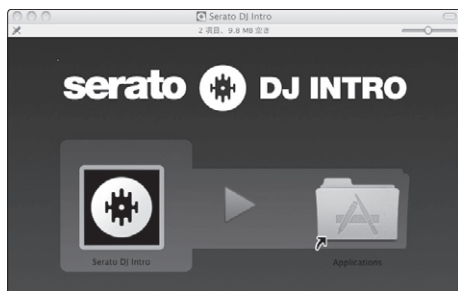 Serato DJ Intro
2 項目、9.8 MB 空き
serato DJ INTRO
Serato DJ Intro
Applications